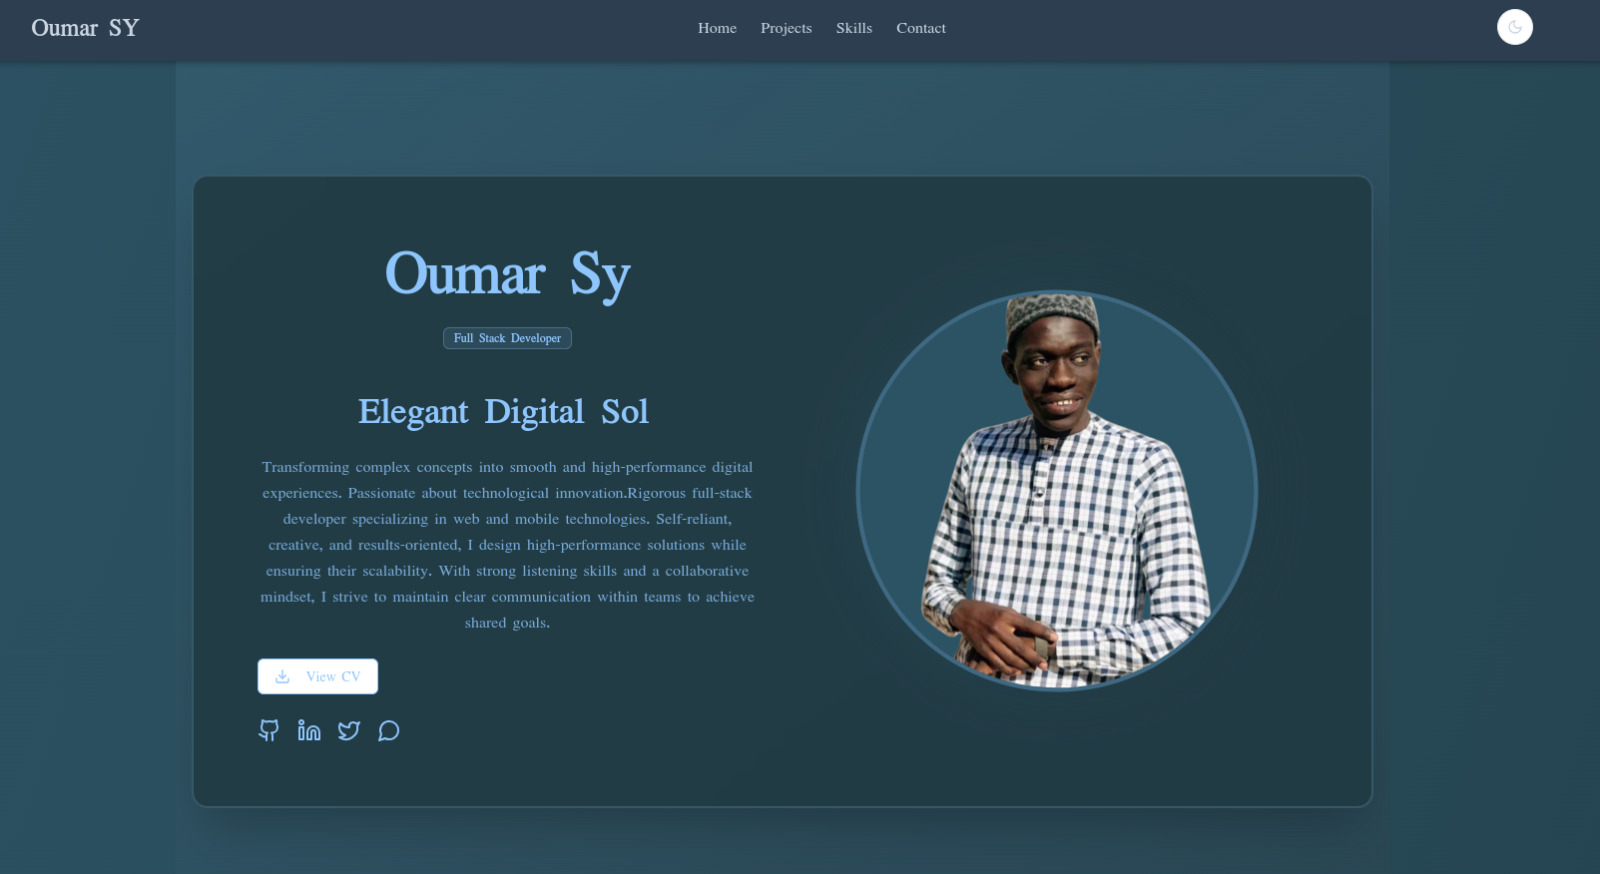 Oumar SY
Home Projects Skills Contact
Oumar Sy
Full Stack Developer
Elegant Digital Sol
Transforming complex concepts into smooth and high-performance digital
experiences. Passionate about technological innovation.Rigorous full-stack
developer specializing in web and mobile technologies. Self-reliant,
creative, and results-oriented, I design high-performance solutions while
ensuring their scalability. With strong listening skills and a collaborative
mindset, I strive to maintain clear communication within teams to achieve
shared goals.
View CV